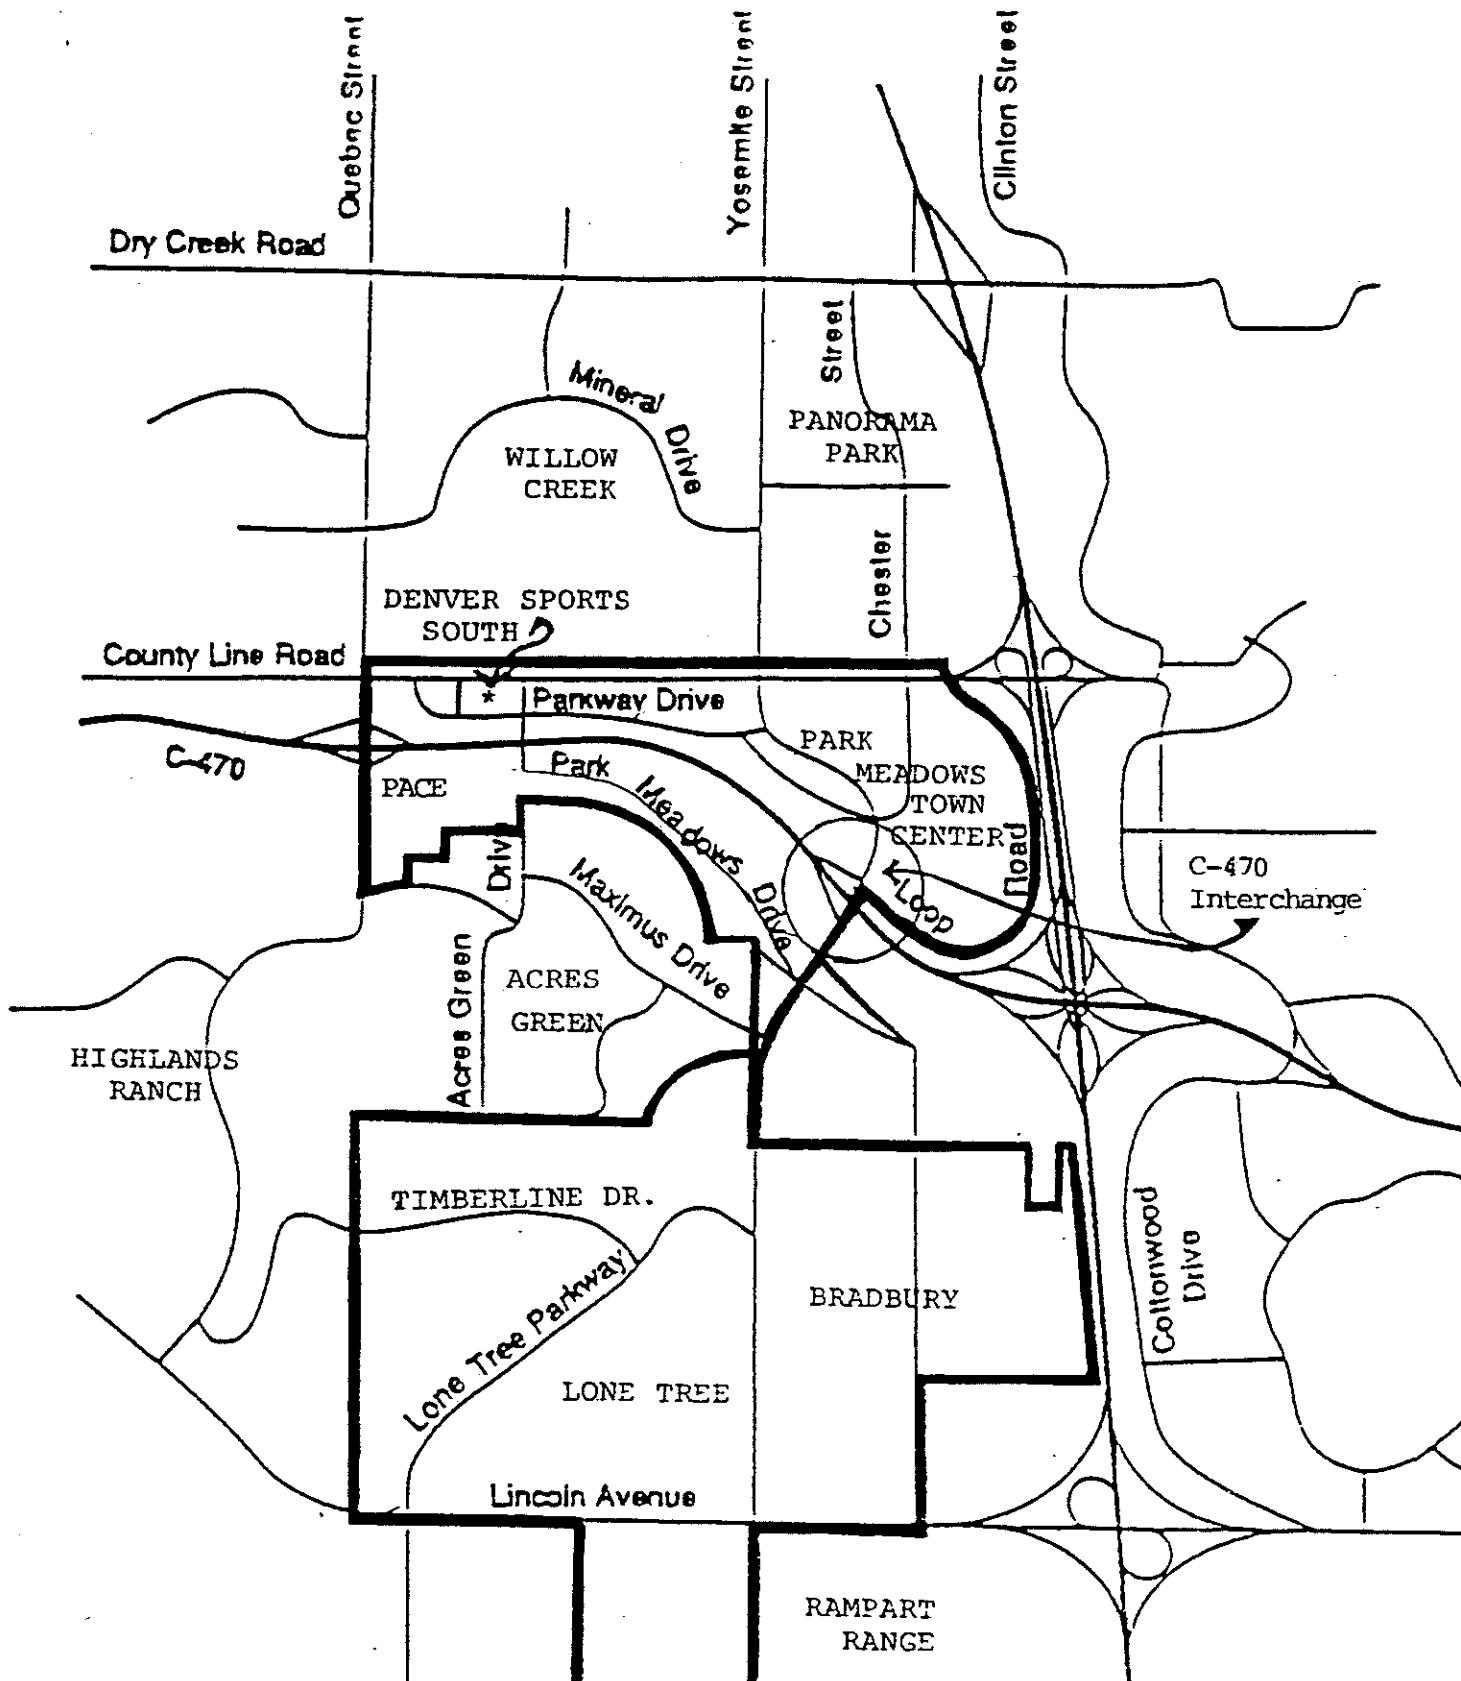 Quebec Street
Yosemite Street
Clinton Street
Dry Creek Road
Mineral Drive
Street
PANORAMA
PARK
WILLOW
CREEK
Chester
DENVER SPORTS
SOUTH
County Line Road
* Parkway Drive
C-470
PARK
MEADOWS
TOWN
CENTER
Park Meadows Drive
PACE
Drive
Maximus Drive
Loop
Road
C-470
Interchange
Acres Green
ACRES
GREEN
HIGHLANDS
RANCH
TIMBERLINE DR.
Cottonwood
Drive
BRADBURY
Lone Tree Parkway
LONE TREE
Lincoln Avenue
RAMPART
RANGE